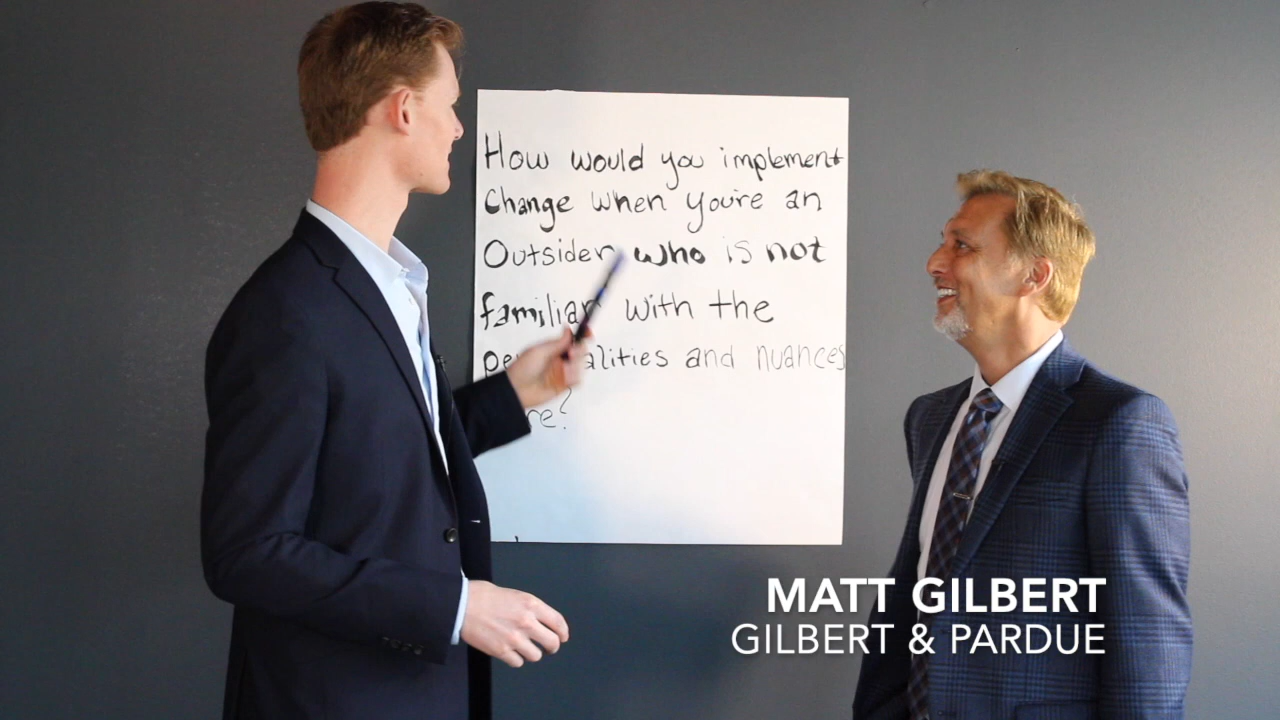 How would you implement
Change when you're an
Outsider who is not
familiar with the
and nuances
MATT GILBERT
GILBERT & PARDUE